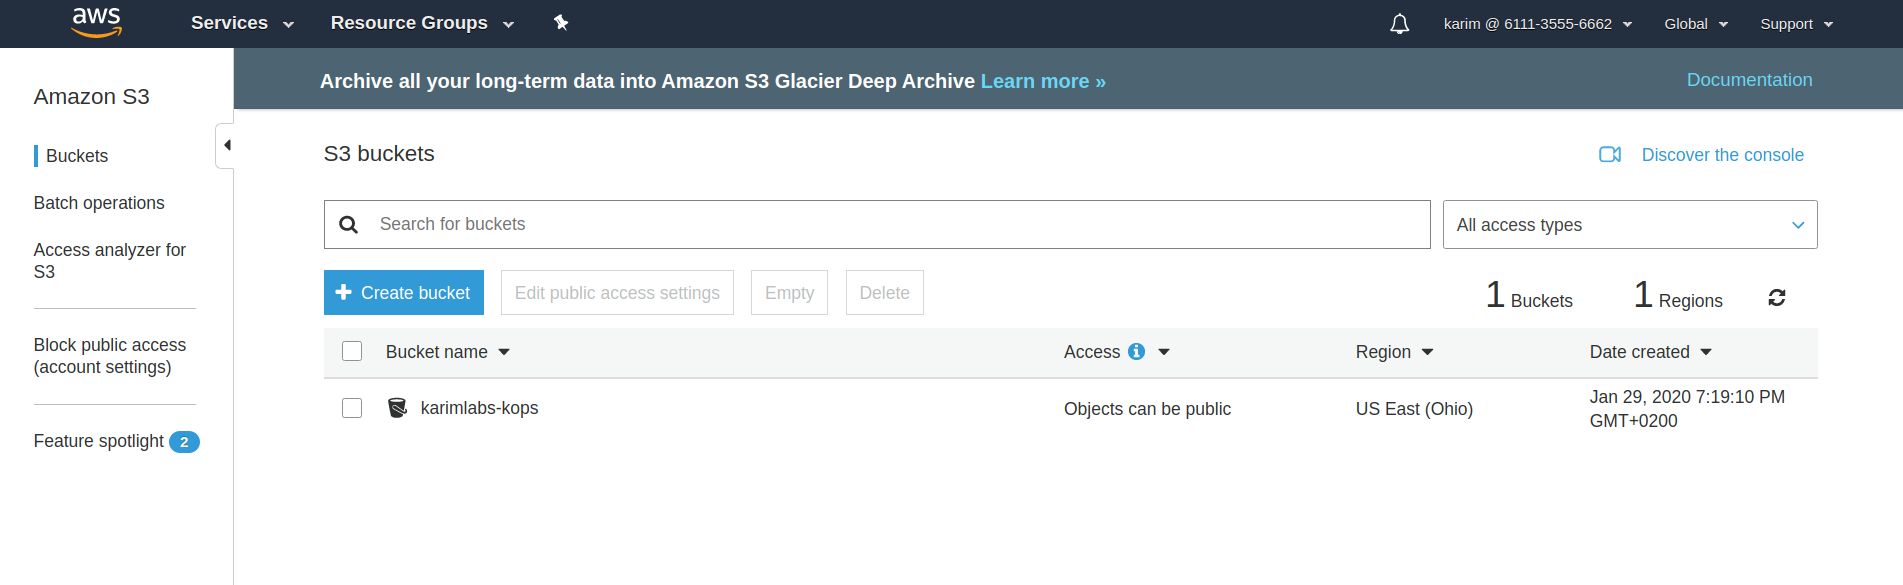 aws
Services
Resource Groups
karim @ 6111-3555-6662
Global
Support
Amazon S3
Buckets
Batch operations
Access analyzer for
S3
Block public access
(account settings)
Feature spotlight 2
Archive all your long-term data into Amazon S3 Glacier Deep Archive Learn more »
Documentation
S3 buckets
Discover the console
Search for buckets
All access types
Create bucket
Edit public access settings
Empty
Delete
1 Buckets
1 Regions
Bucket name
Access
Region
Date created
karimlabs-kops
Objects can be public
US East (Ohio)
Jan 29, 2020 7:19:10 PM
GMT+0200